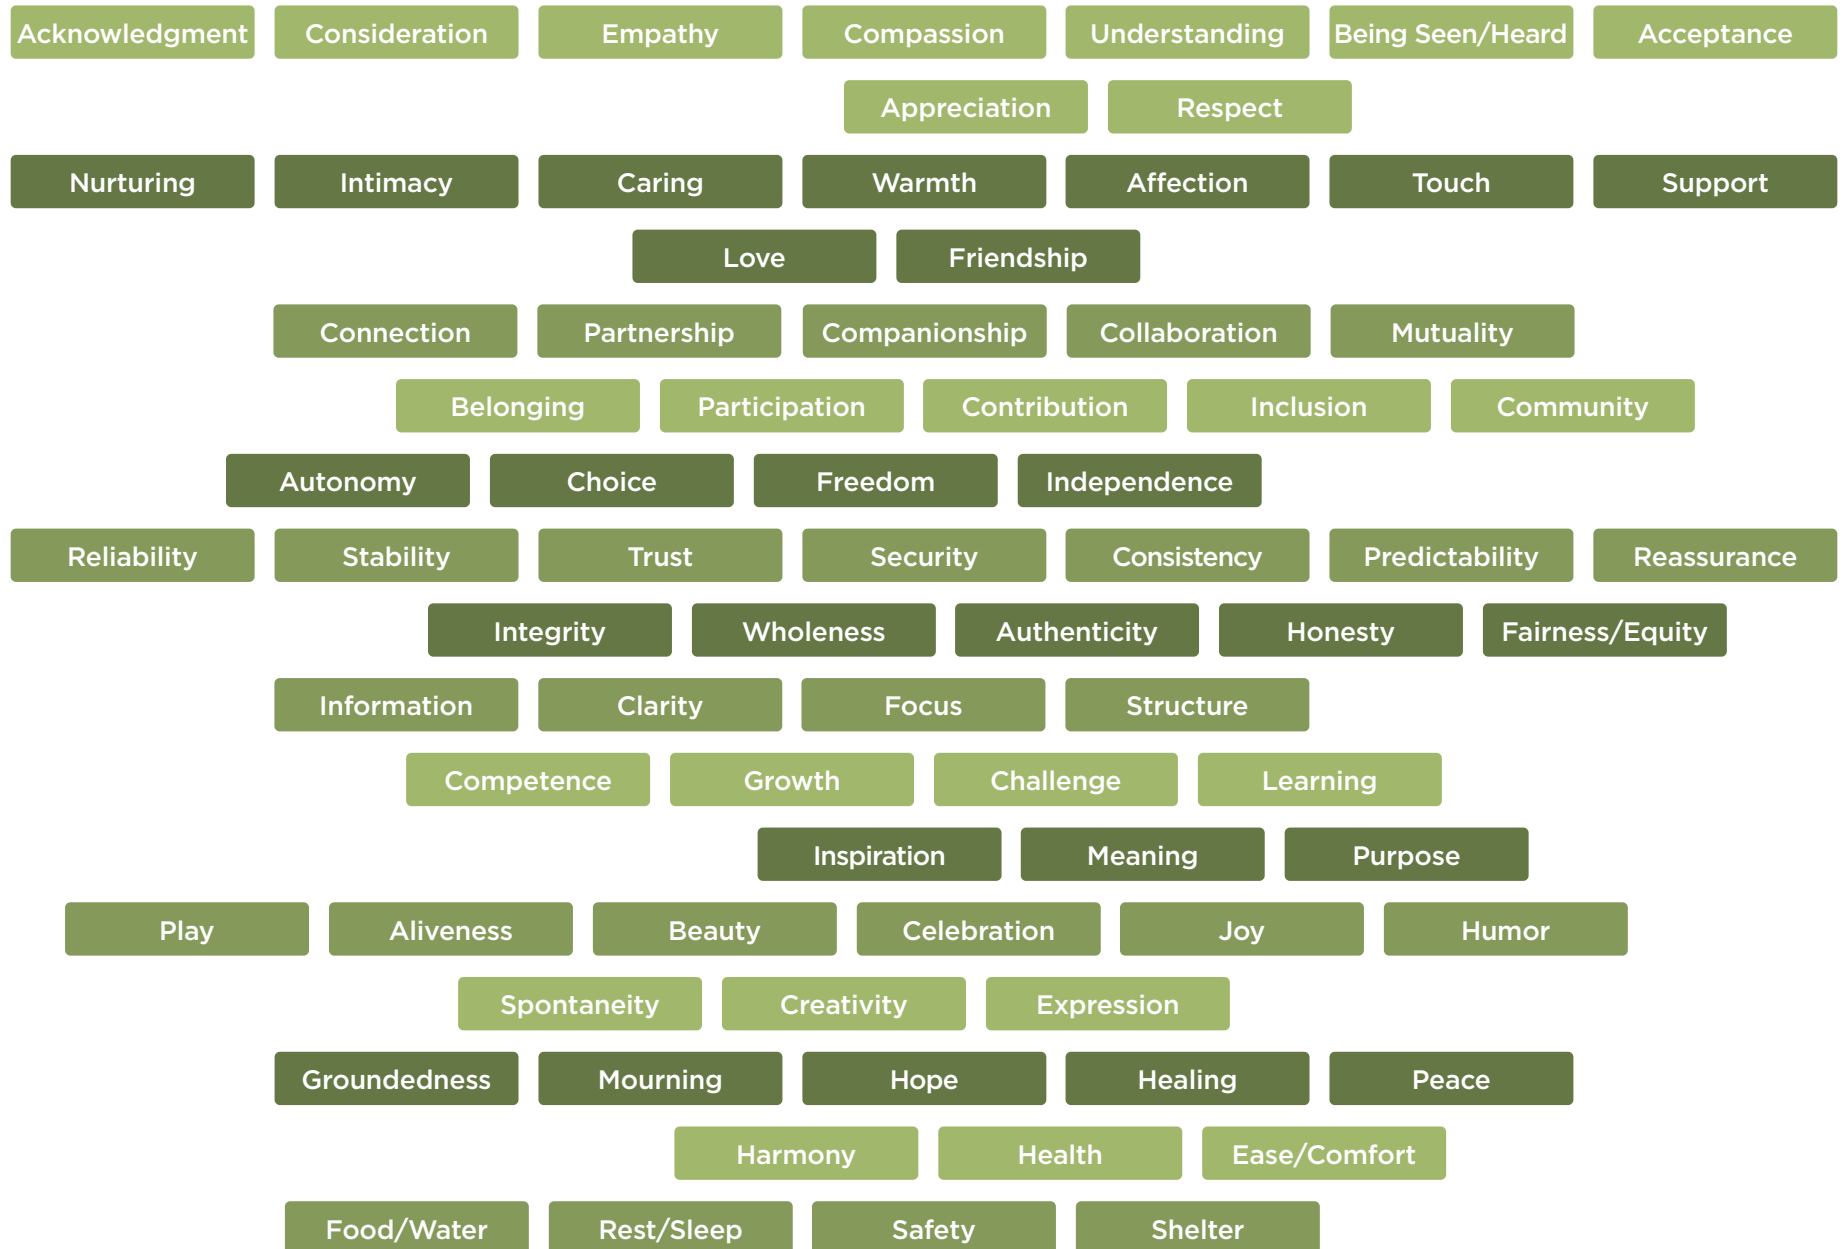 Acknowledgment Consideration Empathy Compassion Understanding Being Seen/Heard Acceptance
Appreciation Respect
Nurturing Intimacy Caring Warmth Affection Touch Support
Love Friendship
Connection Partnership Companionship Collaboration Mutuality
Belonging Participation Contribution Inclusion Community
Autonomy Choice Freedom Independence
Reliability Stability Trust Security Consistency Predictability Reassurance
Integrity Wholeness Authenticity Honesty Fairness/Equity
Information Clarity Focus Structure
Competence Growth Challenge Learning
Inspiration Meaning Purpose
Play Aliveness Beauty Celebration Joy Humor
Spontaneity Creativity Expression
Groundedness Mourning Hope Healing Peace
Harmony Health Ease/Comfort
Food/Water Rest/Sleep Safety Shelter